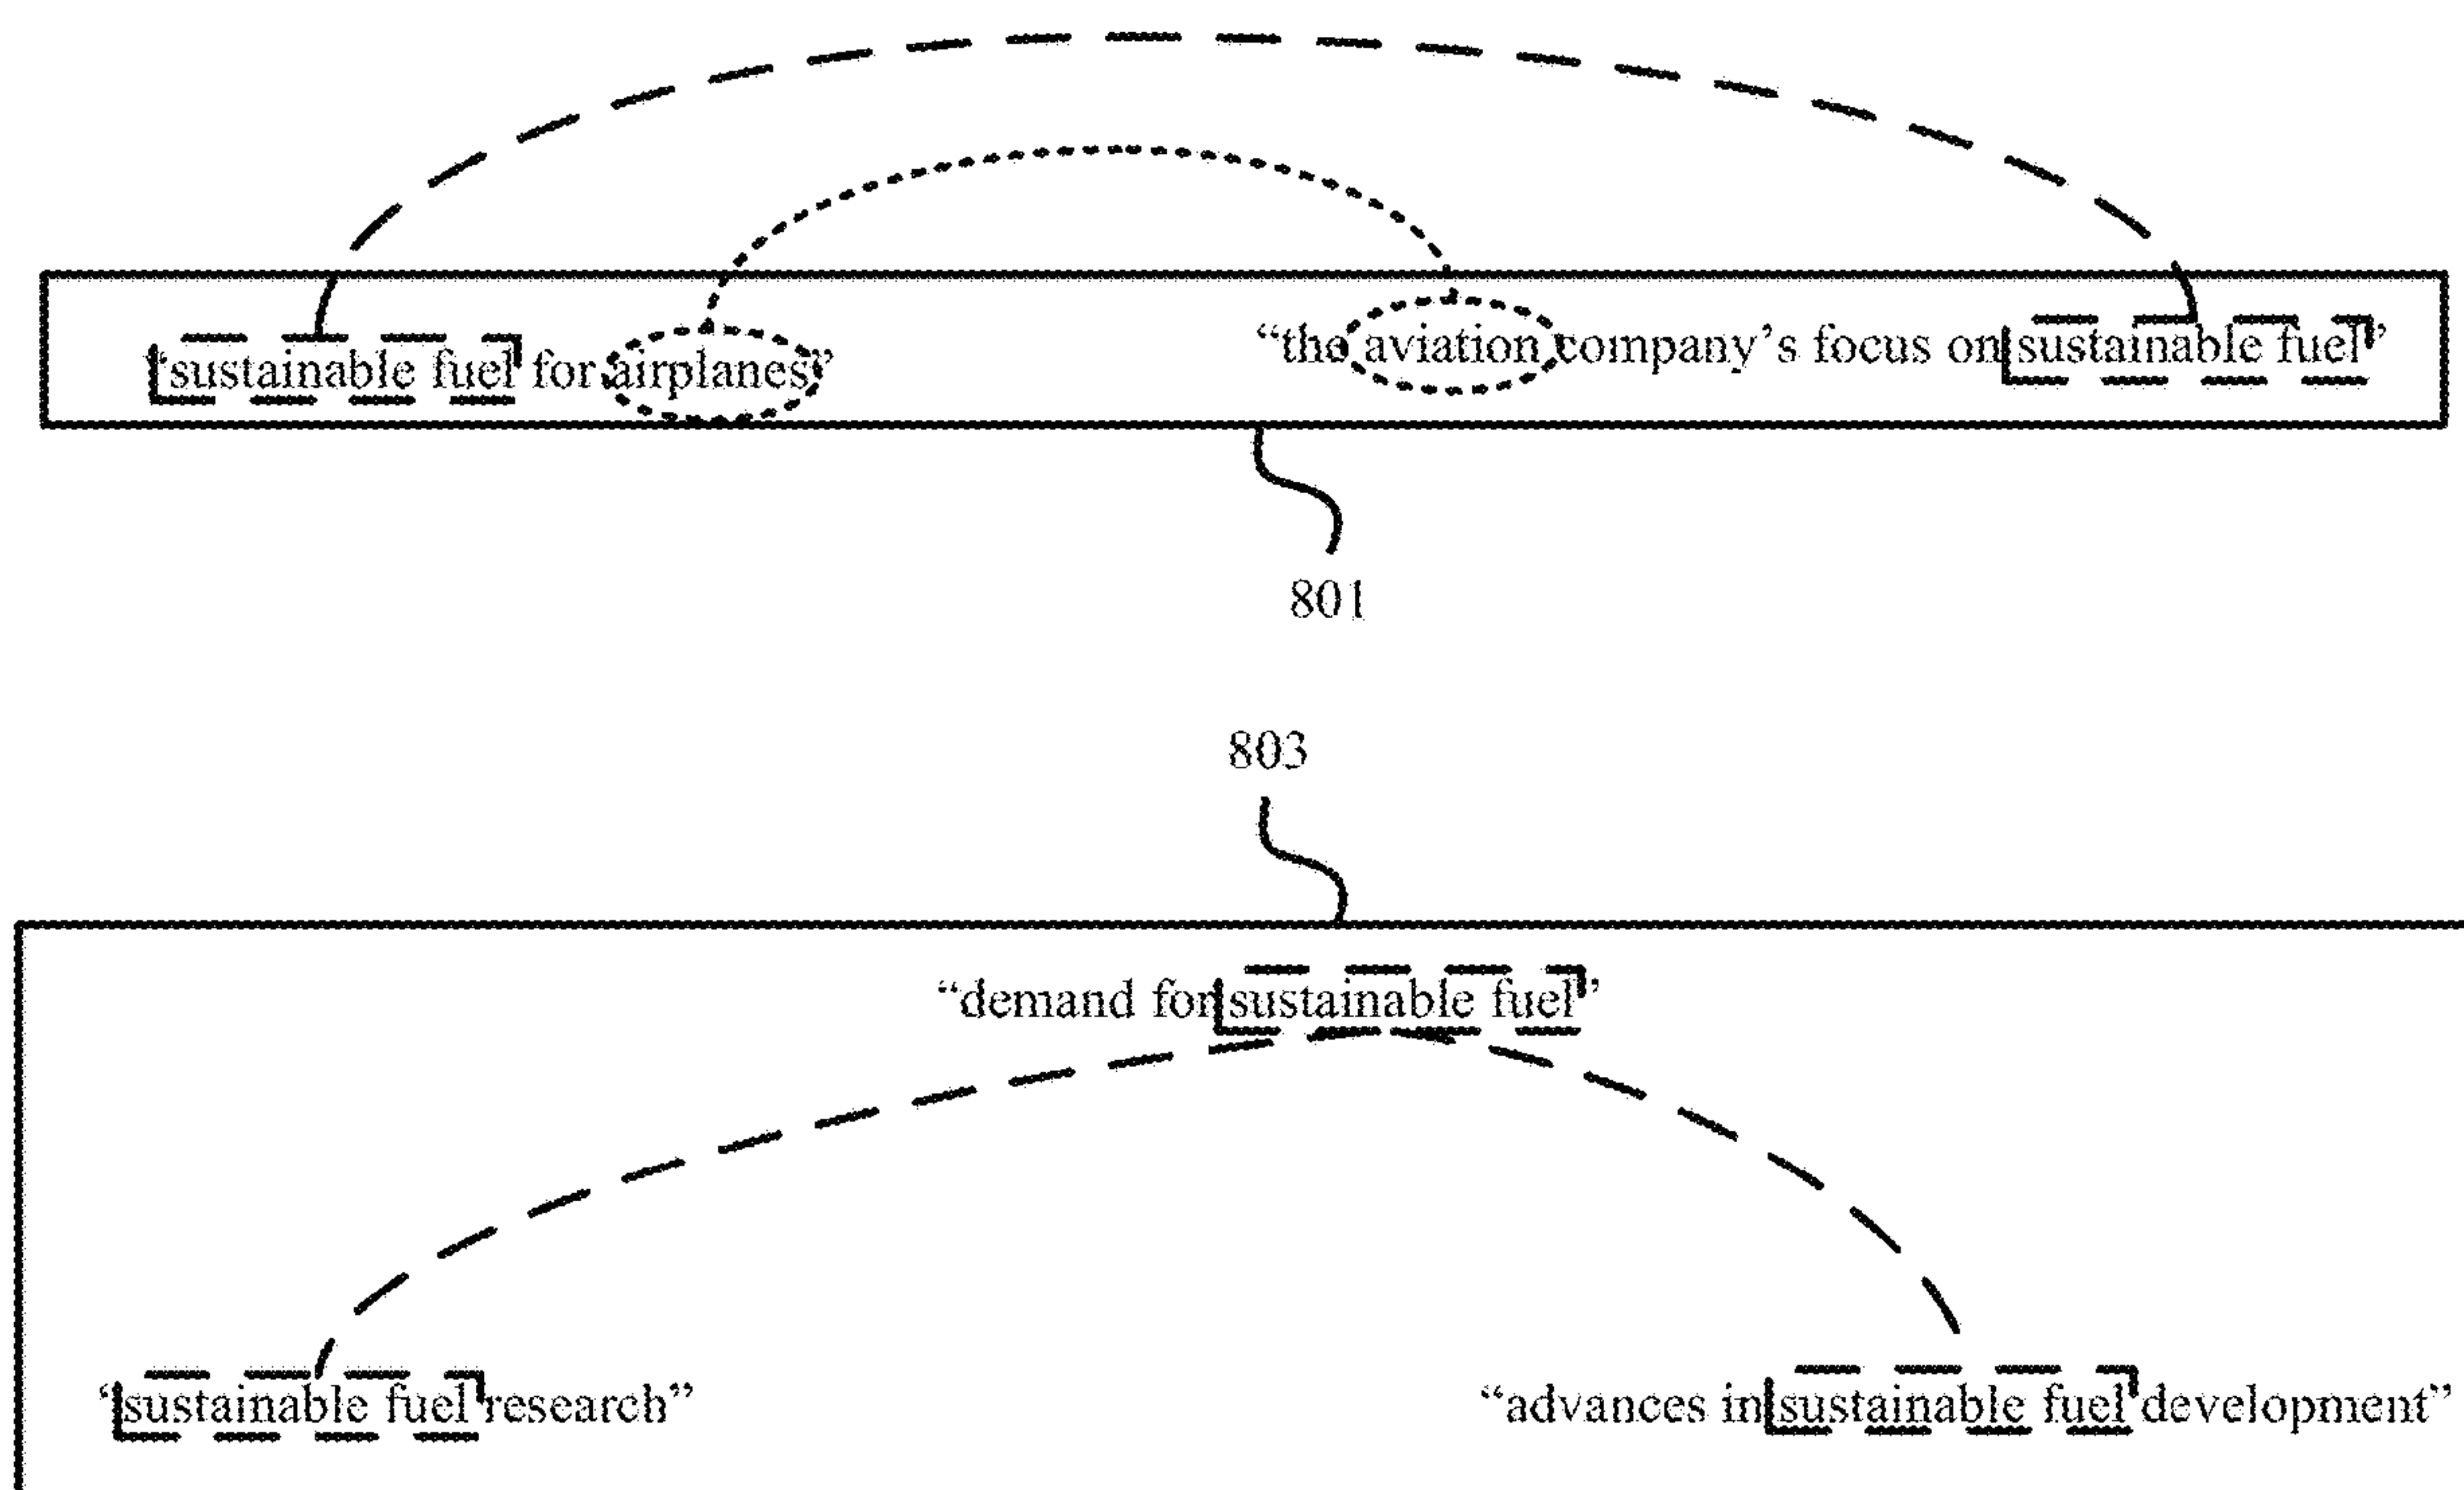 “sustainable fuel for airplanes”
“the aviation company’s focus on sustainable fuel”
801
803
“demand for sustainable fuel”
“sustainable fuel research”
“advances in sustainable fuel development”